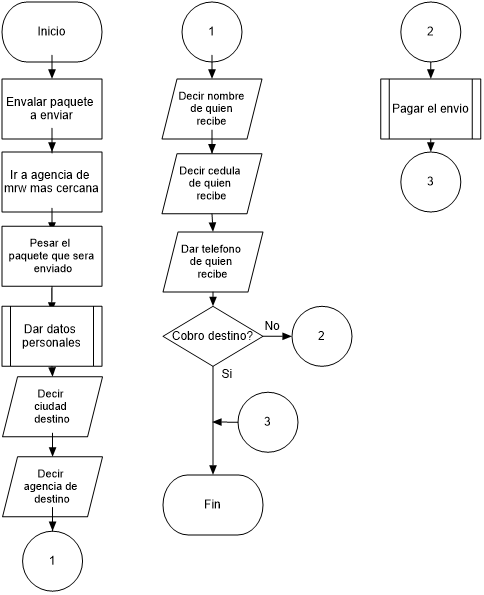 Inicio
Envalar paquete
a enviar
Ir a agencia de
mrw mas cercana
Pesar el
paquete que sera
enviado
Dar datos
personales
Decir
ciudad
destino
Decir
agencia de
destino
1
1
Decir nombre
de quien
recibe
Decir cedula
de quien
recibe
Dar telefono
de quien
recibe
Cobro destino?
No
2
Si
3
Fin
2
Pagar el envio
3